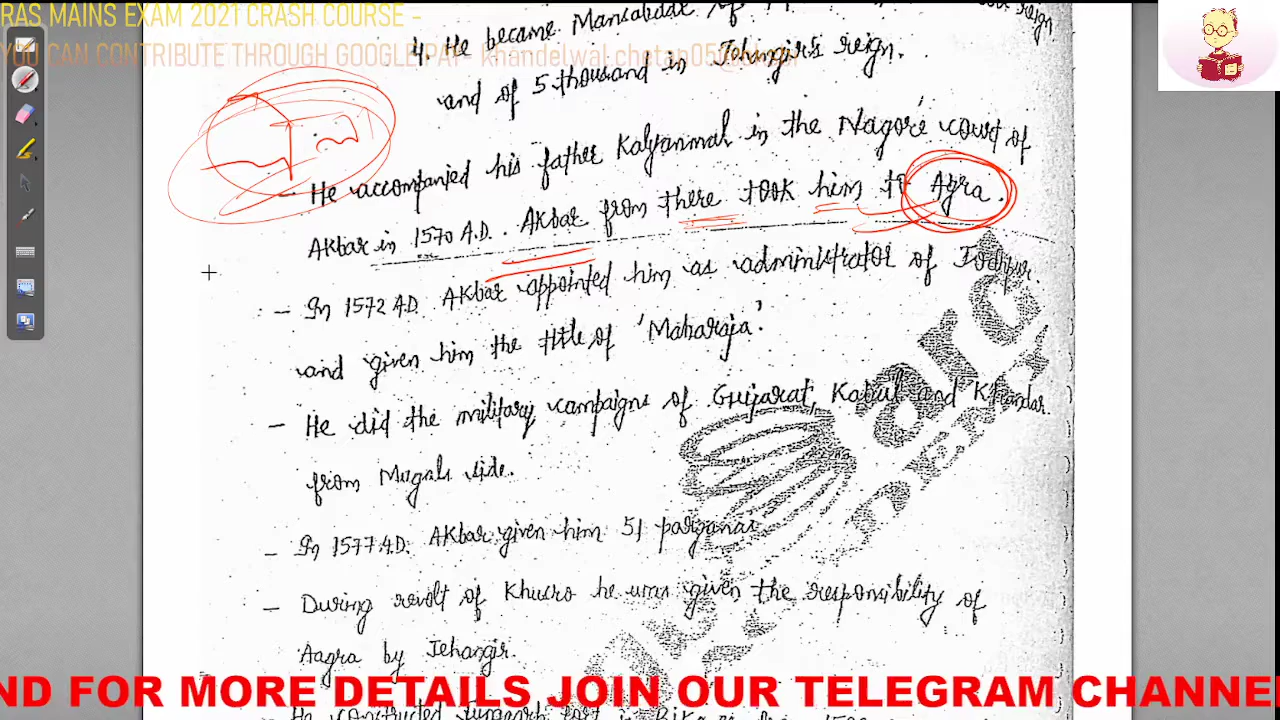 RAS MAINS EXAM 2021 CRASH COURSE -
YOU CAN CONTRIBUTE THROUGH GOOGLE PAY - khandelwal.chetan05
4. He became Mansabdar of
and of 5 thousand in Jehngir's reign.
- He accompanied his father Kalyanmal in the Nagore court of
Akbar in 1570 A.D. Akbar from there took him to Agra.
- In 1572 A.D. Akbar appointed him as administrator of Jodhpur
and given him the title of 'Maharaja'.
- He did the military campaigns of Gujarat, Kabul and Khandar
from Mugals side.
- In 1577 A.D. Akbar given him 51 parganas
- During revolt of Khusro he was given the responsibility of
Aagra by Jehangir.
ND FOR MORE DETAILS JOIN OUR TELEGRAM CHANNE